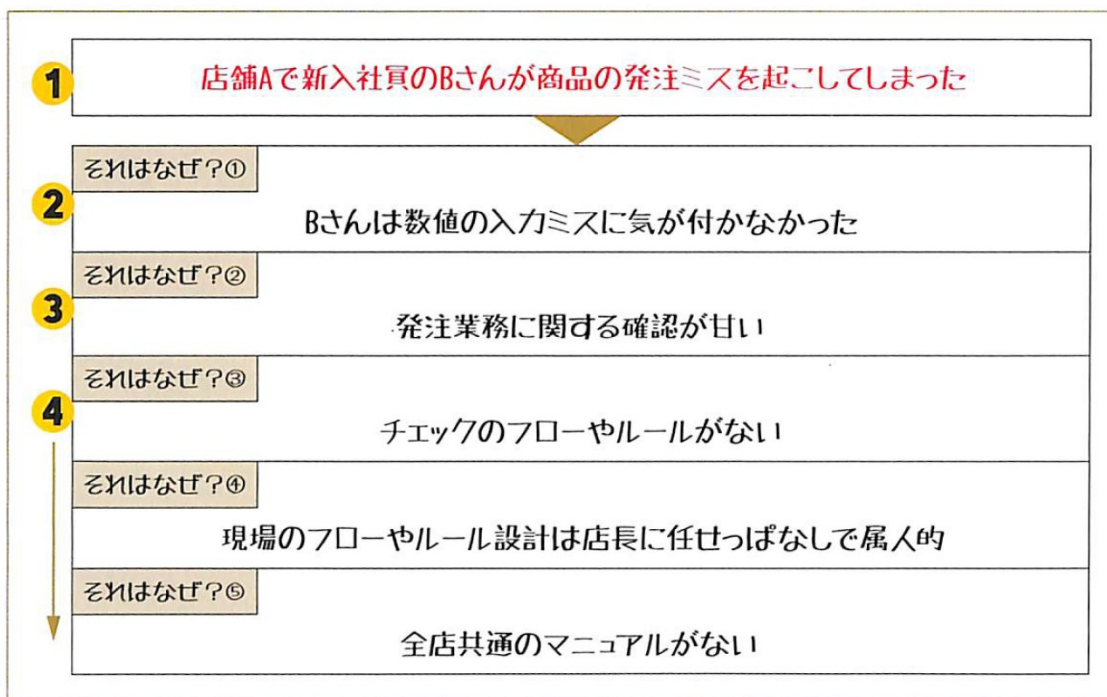 1
店舗Aで新入社員のBさんが商品の発注ミスを起こしてしまった
それはなぜ?①
2
Bさんは数値の入力ミスに気が付かなかった
それはなぜ?②
3
発注業務に関する確認が甘い
それはなぜ?③
4
チェックのフローやルールがない
それはなぜ?④
現場のフローやルール設計は店長に任せっぱなしで属人的
それはなぜ?⑤
全店共通のマニュアルがない